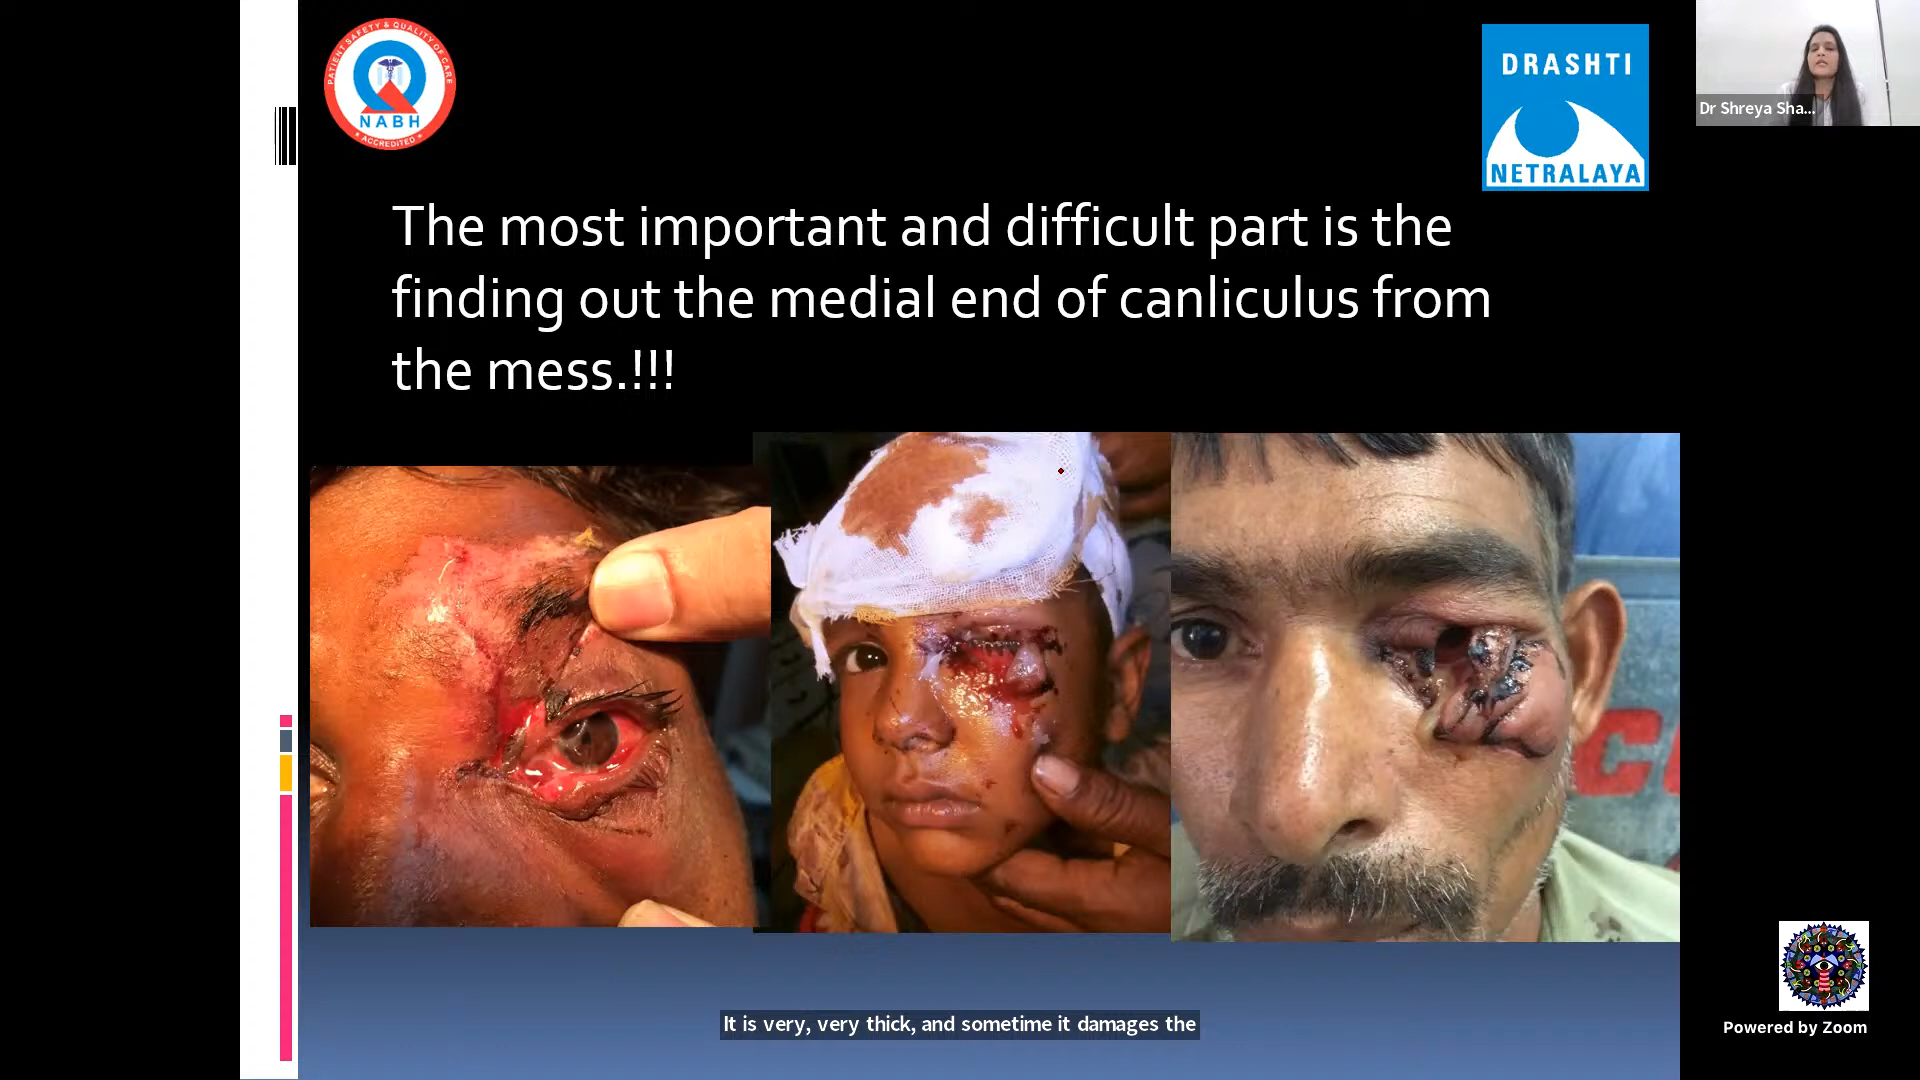 PATIENT SAFETY & QUALITY OF CARE
NABH
ACCREDITED
DRASHTI
NETRALAYA
Dr Shreya Sha...
The most important and difficult part is the
finding out the medial end of canliculus from
the mess.!!!
It is very, very thick, and sometime it damages the
Powered by Zoom